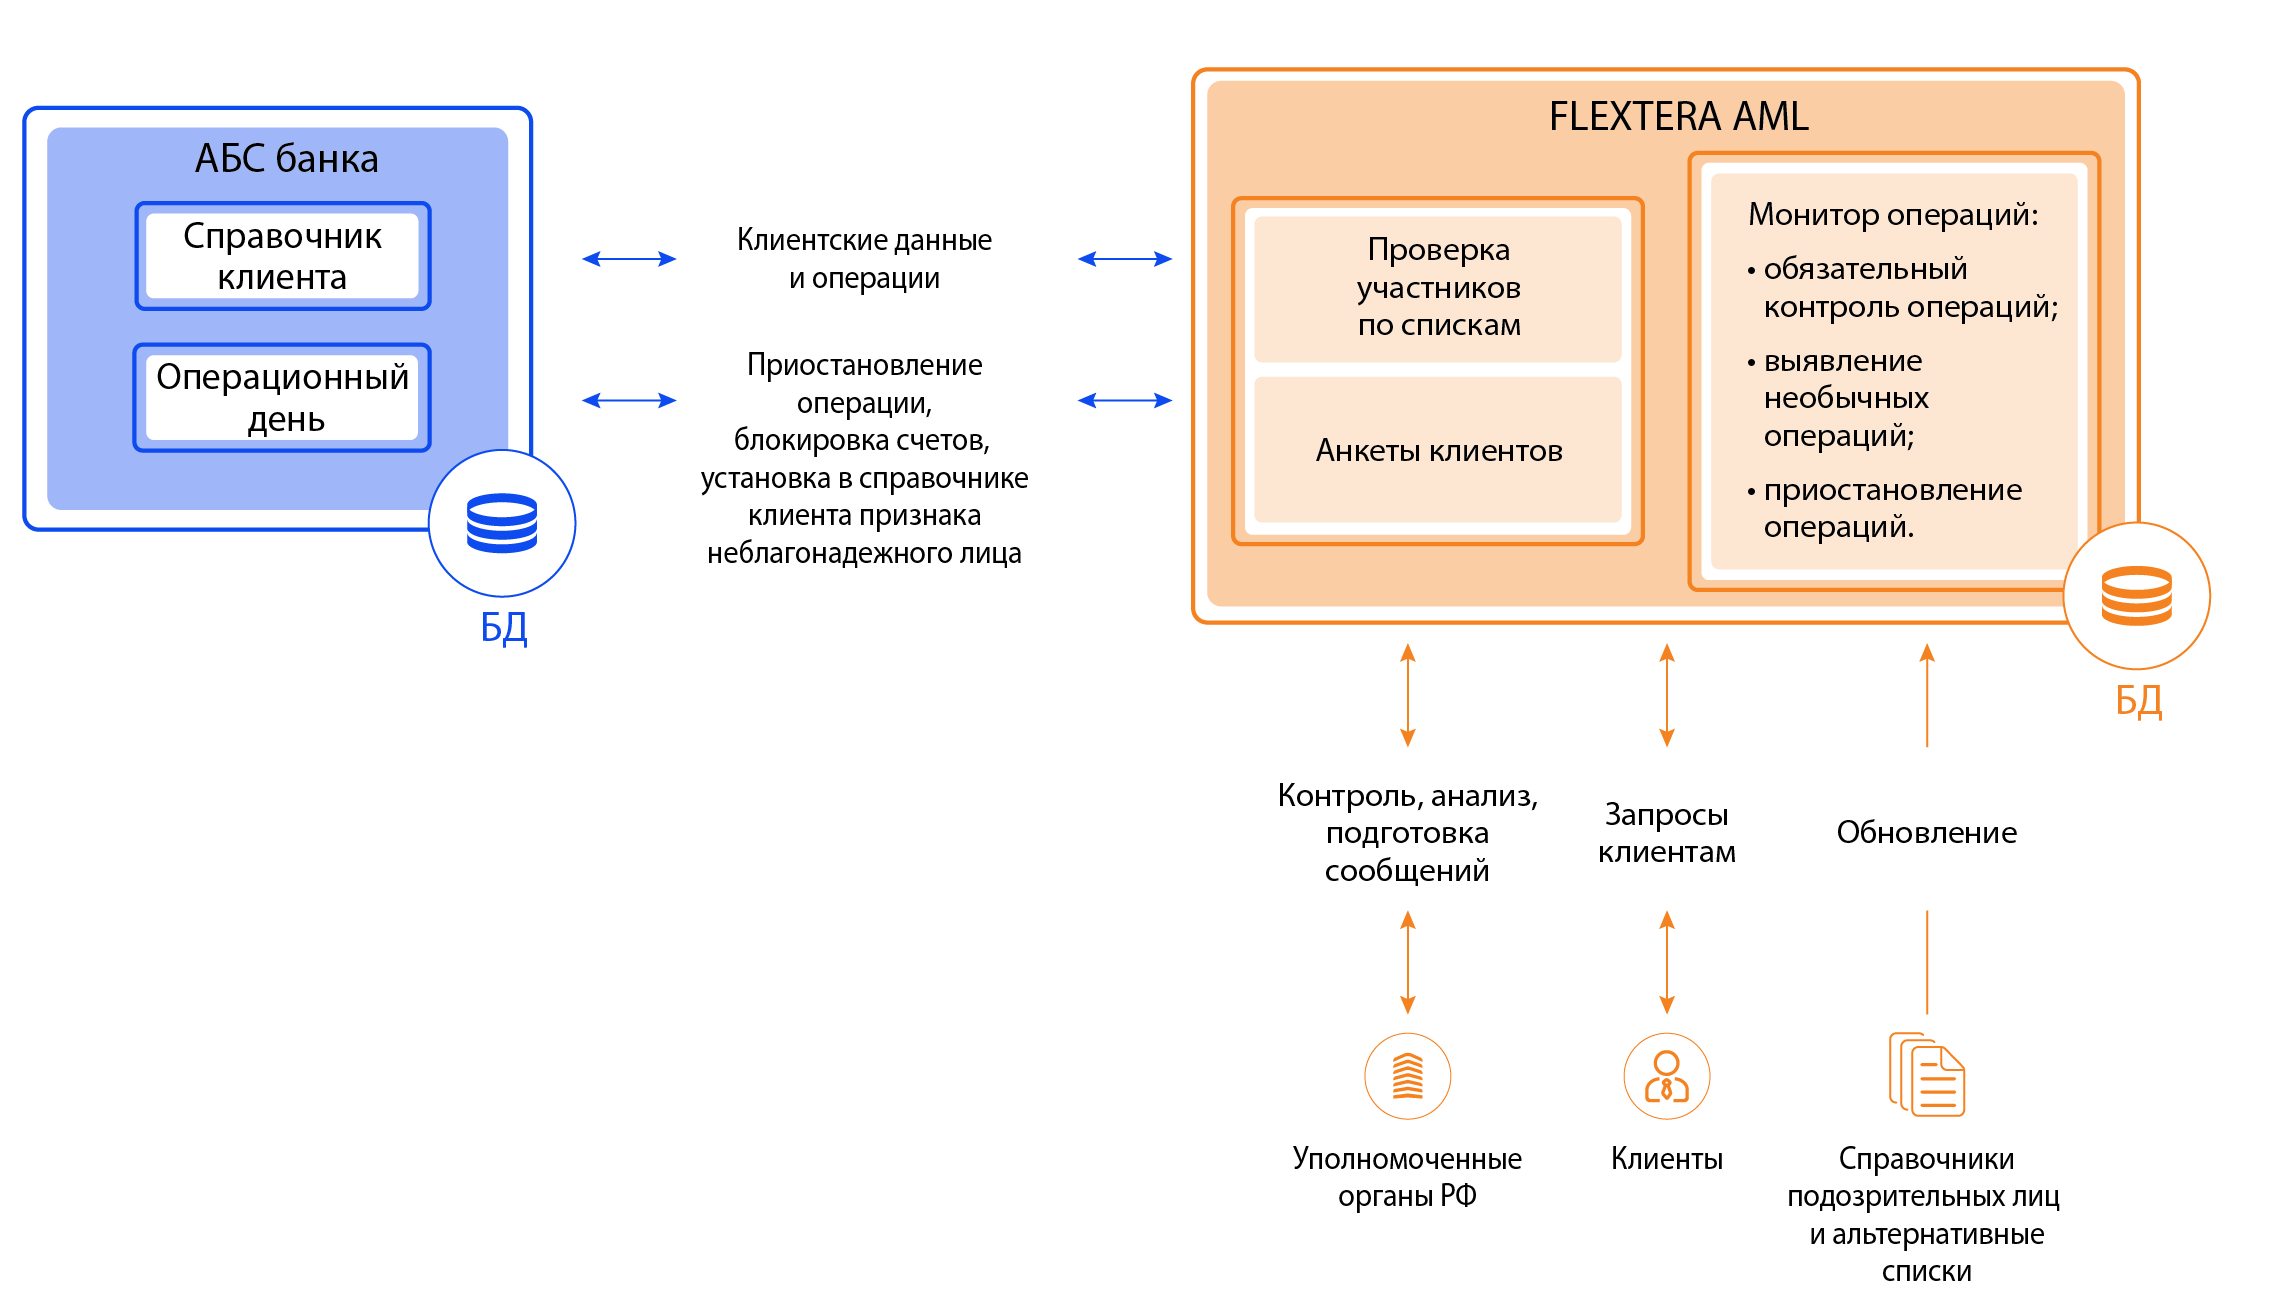 АБС банка
Справочник
клиента
Операционный
день
БД
Клиентские данные
и операции
Приостановление
операции,
блокировка счетов,
установка в справочнике
клиента признака
неблагонадежного лица
FLEXTERA AML
Проверка
участников
по спискам
Анкеты клиентов
Монитор операций:
• обязательный
контроль операций;
• выявление
необычных
операций;
• приостановление
операций.
БД
Контроль, анализ,
подготовка
сообщений
Запросы
клиентам
Обновление
Уполномоченные
органы РФ
Клиенты
Справочники
подозрительных лиц
и альтернативные
списки